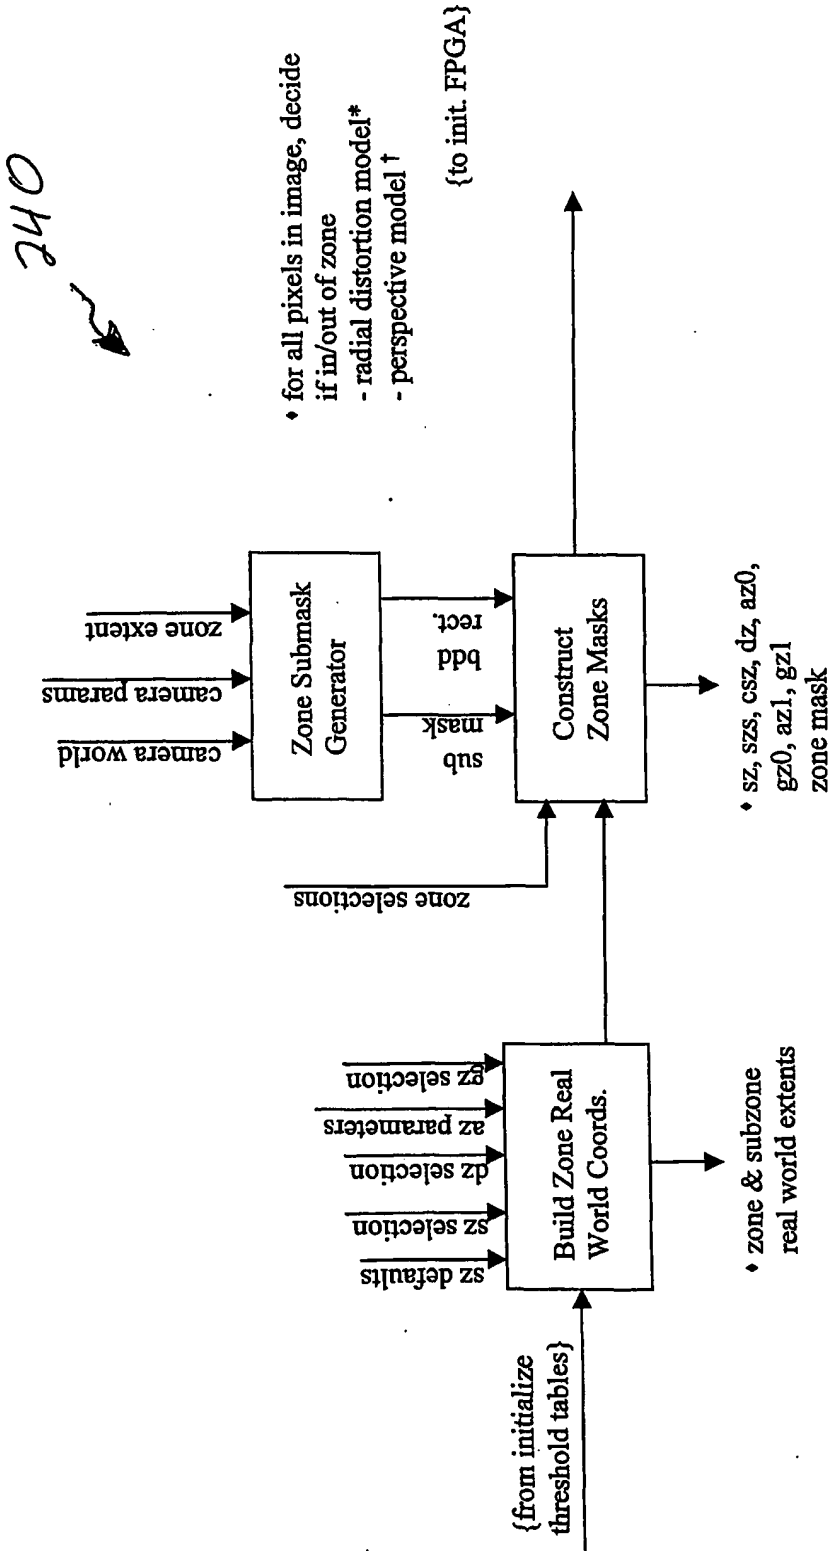 240
{from initialize
threshold tables}
sz defaults
sz selection
dz selection
az parameters
gz selection
Build Zone Real
World Coords.
♦ zone & subzone
real world extents
zone selections
camera world
camera params
zone extent
Zone Submask
Generator
sub
mask
bdd
rect.
Construct
Zone Masks
♦ sz, szs, csz, dz, az0,
gz0, az1, gz1
zone mask
♦ for all pixels in image, decide
if in/out of zone
- radial distortion model*
- perspective model †
{to init. FPGA}